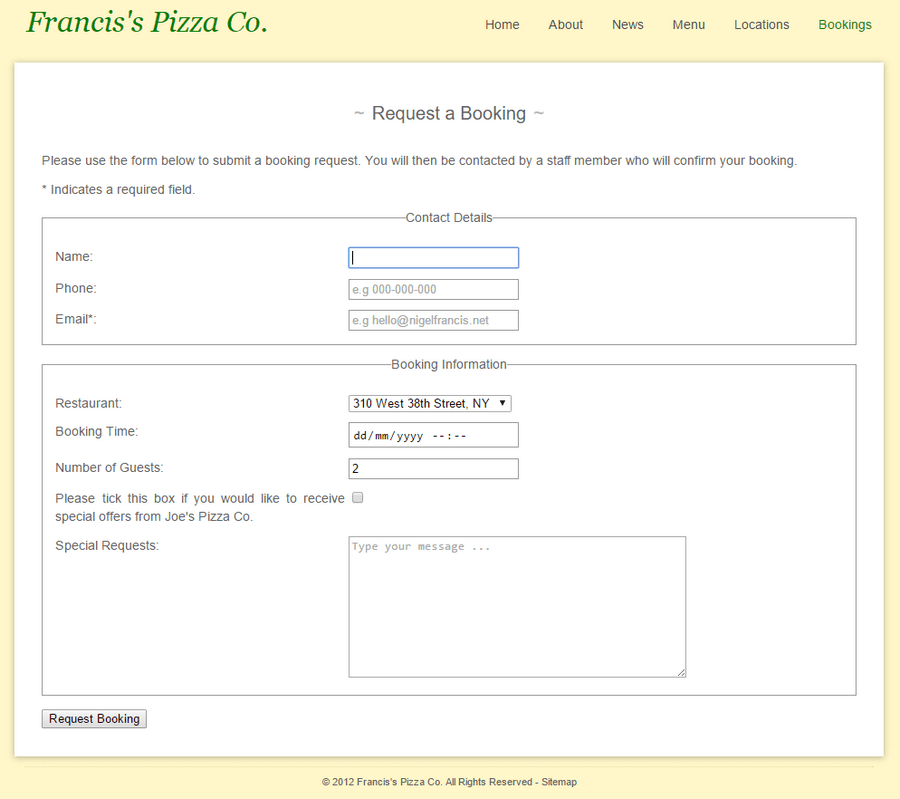 Francis's Pizza Co.
Home About News Menu Locations Bookings
~ Request a Booking ~
Please use the form below to submit a booking request. You will then be contacted by a staff member who will confirm your booking.
* Indicates a required field.
Contact Details
Name:
Phone: e.g 000-000-000
Email*: e.g hello@nigelfrancis.net
Booking Information
Restaurant: 310 West 38th Street, NY
Booking Time: dd/mm/yyyy --:--
Number of Guests: 2
Please tick this box if you would like to receive
special offers from Joe's Pizza Co.
Special Requests: Type your message ...
Request Booking
© 2012 Francis's Pizza Co. All Rights Reserved - Sitemap